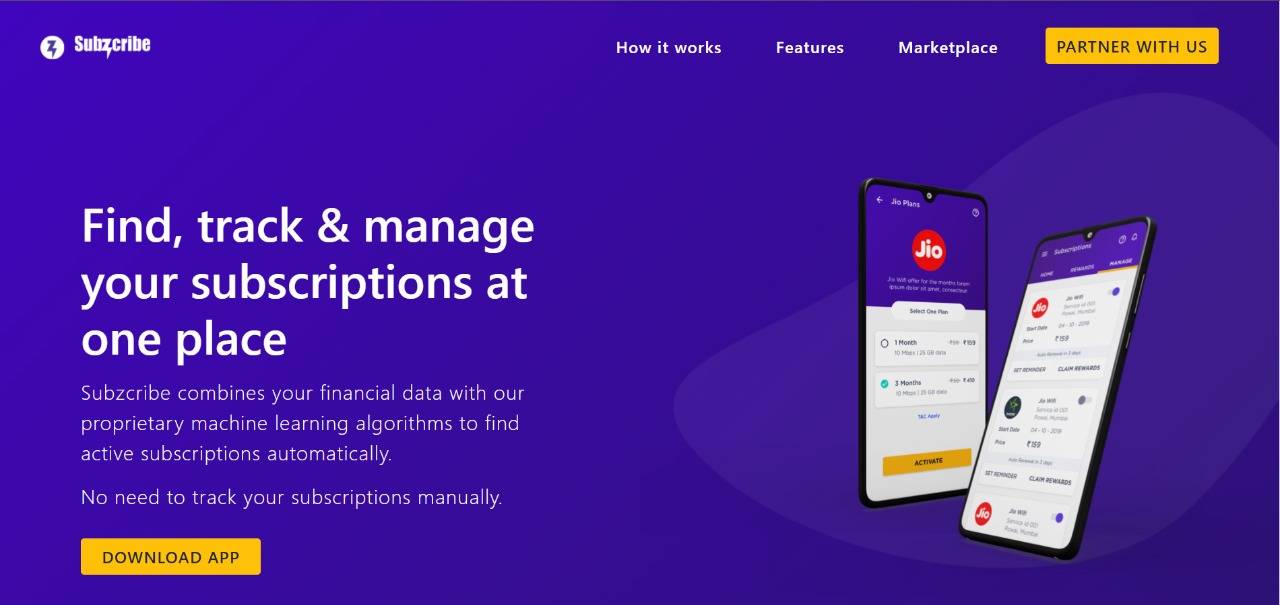 Subzcribe
How it works
Features
Marketplace
PARTNER WITH US
Find, track & manage
your subscriptions at
one place
Subzcribe combines your financial data with our
proprietary machine learning algorithms to find
active subscriptions automatically.
No need to track your subscriptions manually.
DOWNLOAD APP
Jio Plans
Jio
Jio Wifi offer for the months lorem
ipsum dolor sit amet, consectetur
Select One Plan
1 Month ₹159
10 Mbps | 25 GB data
3 Months ₹410
10 Mbps | 25 GB data
T&C Apply
ACTIVATE
Subscriptions
HOME REWARDS MANAGE
Jio
Jio Wifi
Service id 001
Powai, Mumbai
Start Date 04 - 10 - 2019
Price ₹159
Auto Renewal in 3 days
SET REMINDER CLAIM REWARDS
Jio Wifi
Service id 001
Powai, Mumbai
Start Date 04 - 10 - 2019
Price ₹159
Auto Renewal in 3 days
SET REMINDER CLAIM REWARDS
Jio
Jio Wifi
Service id 001
Powai, Mumbai